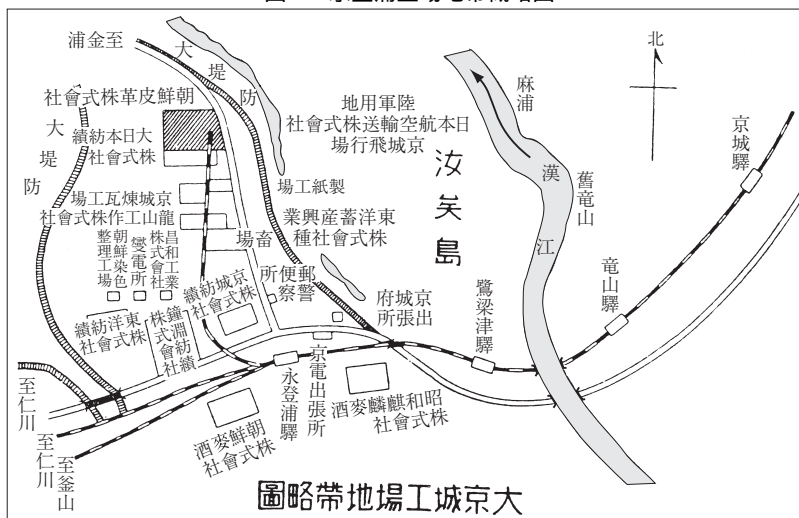 至金浦
大堤防
北
麻浦
漢江
舊竜山
京城驛
竜山驛
鷺梁津驛
陸軍用地
日本航空輸送株式會社
京城飛行場
汝矣島
朝鮮皮革株式會社
大日本紡績
株式會社
大堤防
製紙工場
京城煉瓦工場
龍山工作株式會社
東洋蓄産興業
株式會社種
畜場
昌和工業
株式會社
變電所
朝鮮染色
整理工場
郵便所
警察
京城紡績
株式會社
京城府
出張所
鐘淵紡績
株式會社
東洋紡績
株式會社
京電出張所
永登浦驛
昭和麒麟麥酒
株式會社
朝鮮麥酒
株式會社
至仁川
至仁川
至釜山
大京城工場地帶略圖